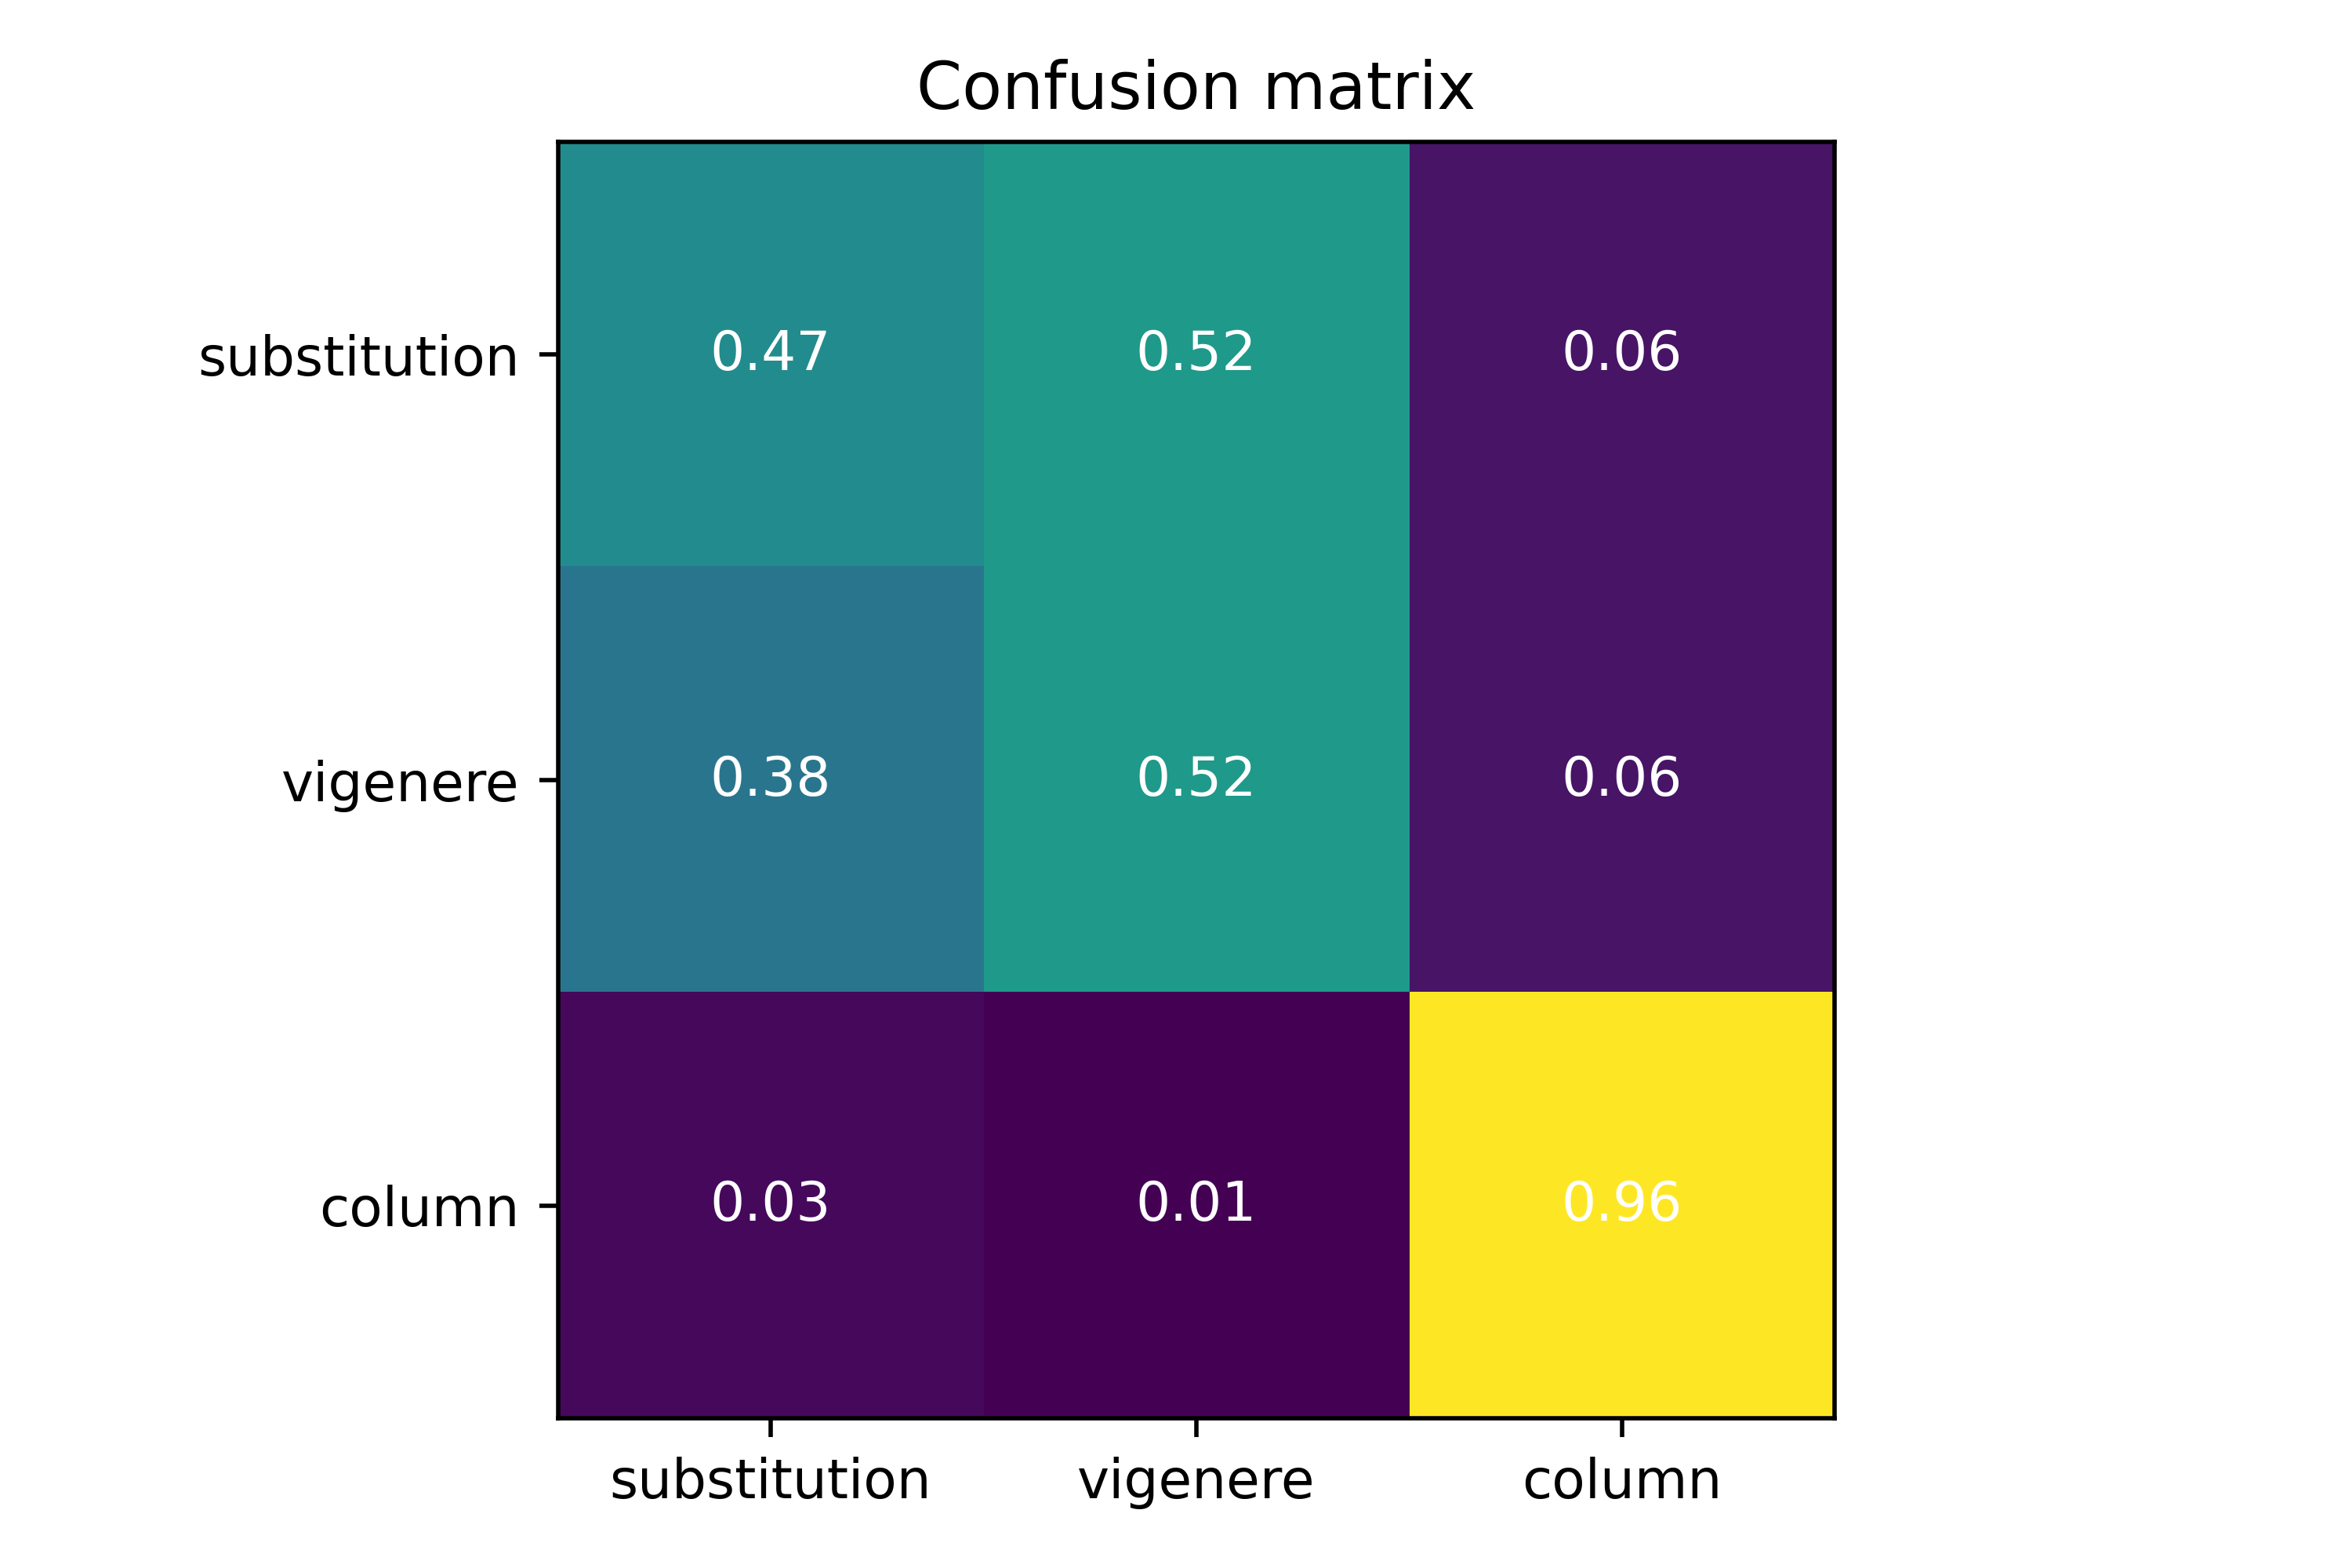 Confusion matrix
substitution 0.47 0.52 0.06
vigenere 0.38 0.52 0.06
column 0.03 0.01 0.96
substitution vigenere column